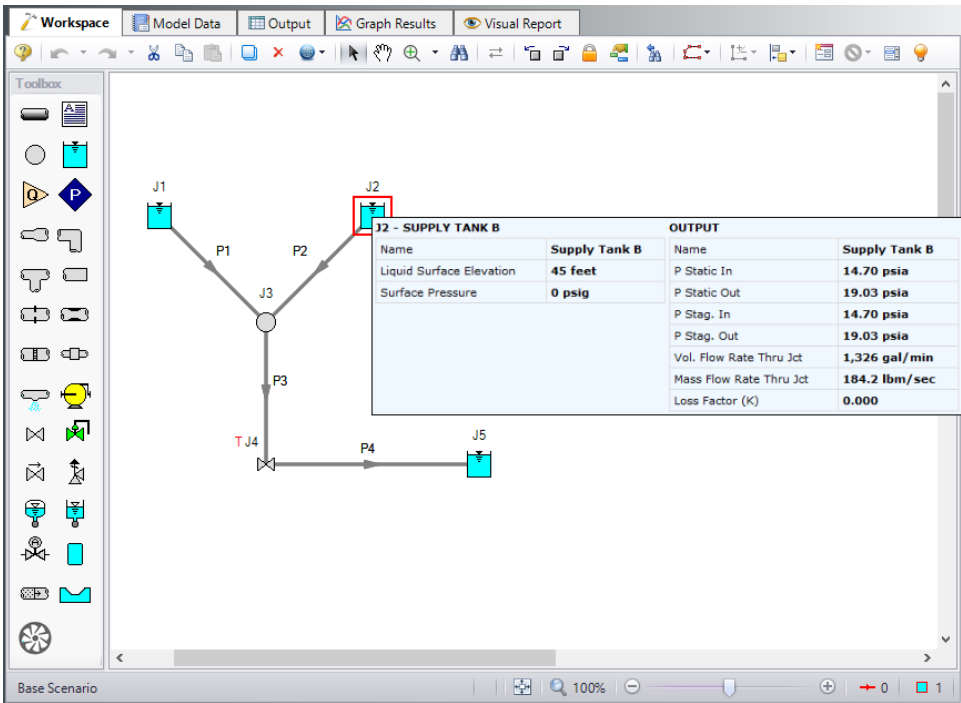 Workspace Model Data Output Graph Results Visual Report
Toolbox
A
Q P
J1 J2
P1 P2
J3
P3
T J4 P4 J5
J2 - SUPPLY TANK B OUTPUT
Name Supply Tank B Name Supply Tank B
Liquid Surface Elevation 45 feet P Static In 14.70 psia
Surface Pressure 0 psig P Static Out 19.03 psia
P Stag. In 14.70 psia
P Stag. Out 19.03 psia
Vol. Flow Rate Thru Jct 1,326 gal/min
Mass Flow Rate Thru Jct 184.2 lbm/sec
Loss Factor (K) 0.000
Base Scenario 100% 0 1